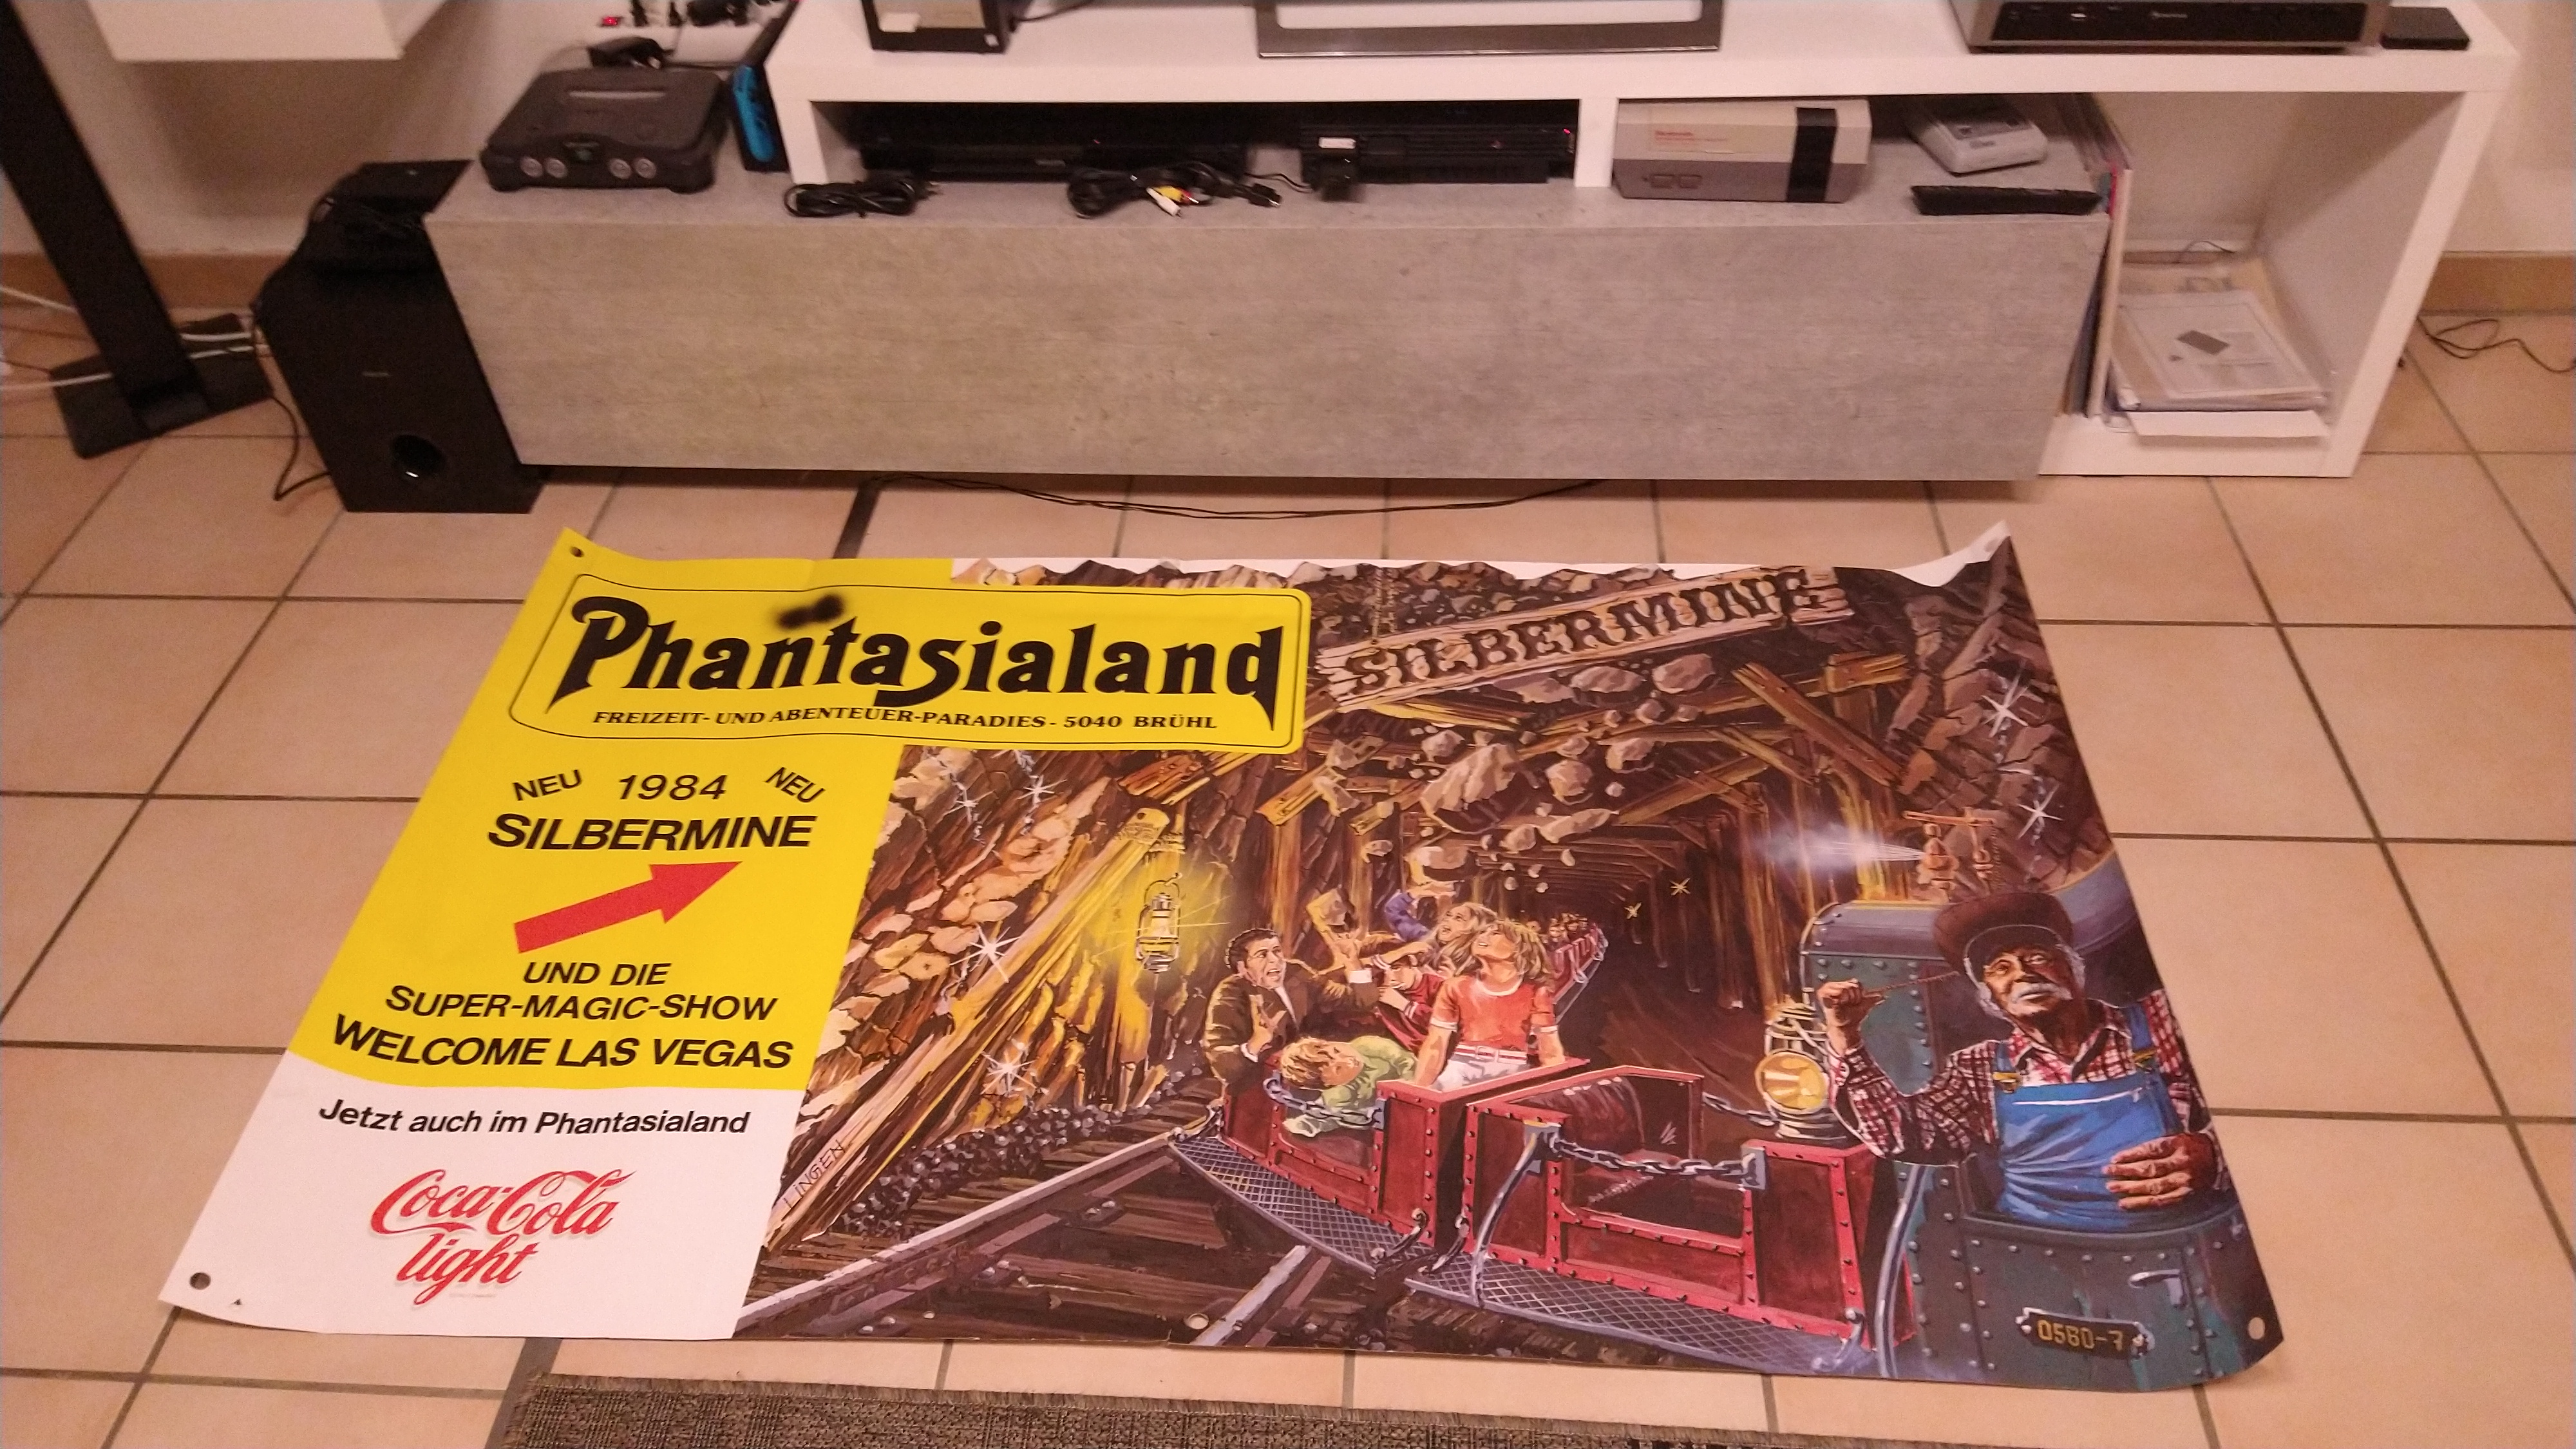 Phantasialand
FREIZEIT- UND ABENTEUER-PARADIES - 5040 BRÜHL
NEU 1984 NEU
SILBERMINE
UND DIE
SUPER-MAGIC-SHOW
WELCOME LAS VEGAS
Jetzt auch im Phantasialand
Coca-Cola
light
SILBERMINE
LINGEN
0580-7